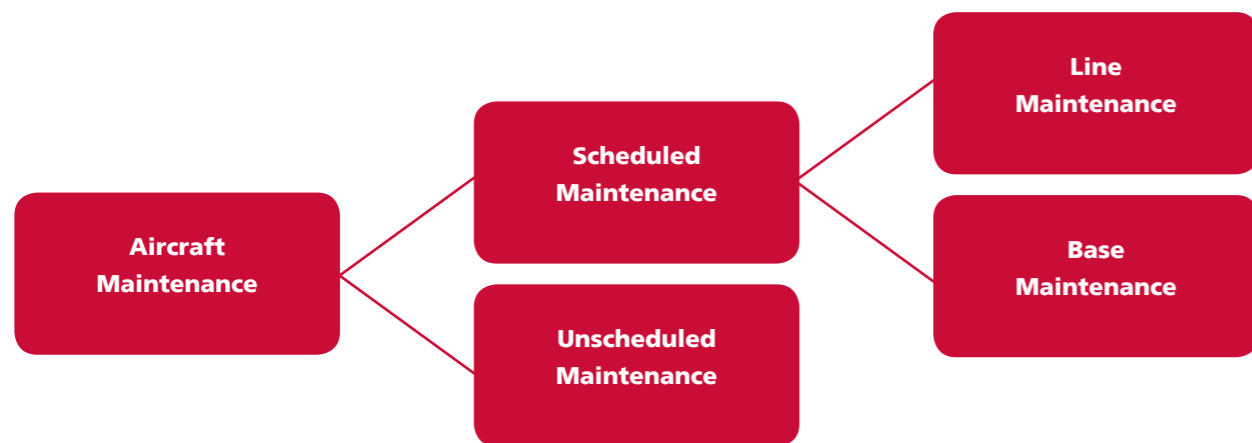 Aircraft
Maintenance
Scheduled
Maintenance
Unscheduled
Maintenance
Line
Maintenance
Base
Maintenance